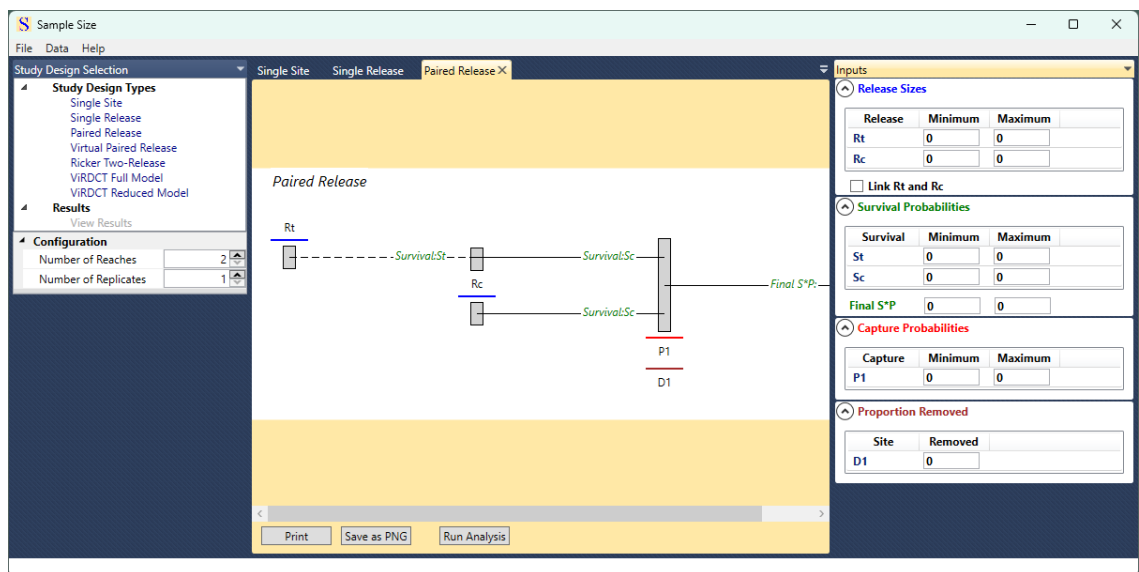 S Sample Size
File Data Help
Study Design Selection
Study Design Types
Single Site
Single Release
Paired Release
Virtual Paired Release
Ricker Two-Release
ViRDCT Full Model
ViRDCT Reduced Model
Results
View Results
Configuration
Number of Reaches 2
Number of Replicates 1
Single Site Single Release Paired Release
Paired Release
Rt
Survival:St
Survival:Sc
Rc
Final S*P:
Survival:Sc
P1
D1
Print Save as PNG Run Analysis
Inputs
Release Sizes
Release Minimum Maximum
Rt 0 0
Rc 0 0
Link Rt and Rc
Survival Probabilities
Survival Minimum Maximum
St 0 0
Sc 0 0
Final S*P 0 0
Capture Probabilities
Capture Minimum Maximum
P1 0 0
Proportion Removed
Site Removed
D1 0